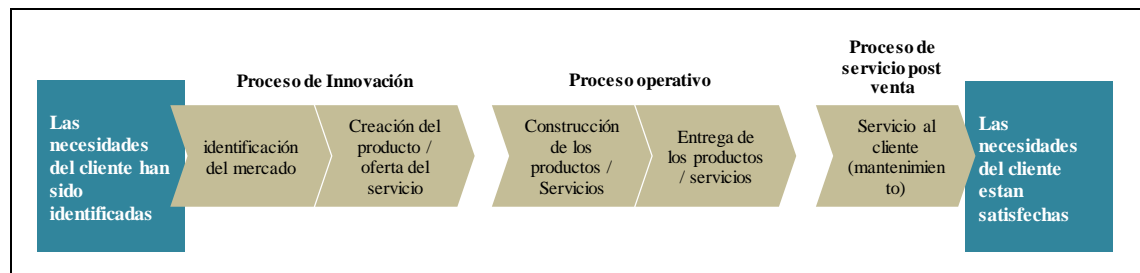 Proceso de Innovación
Proceso operativo
Proceso de
servicio post
venta
Las
necesidades
del cliente han
sido
identificadas
identificación
del mercado
Creación del
producto /
oferta del
servicio
Construcción
de los
productos /
Servicios
Entrega de
los productos
/ servicios
Servicio al
cliente
(mantenimie
nto)
Las
necesidades
del cliente
estan
satisfechas